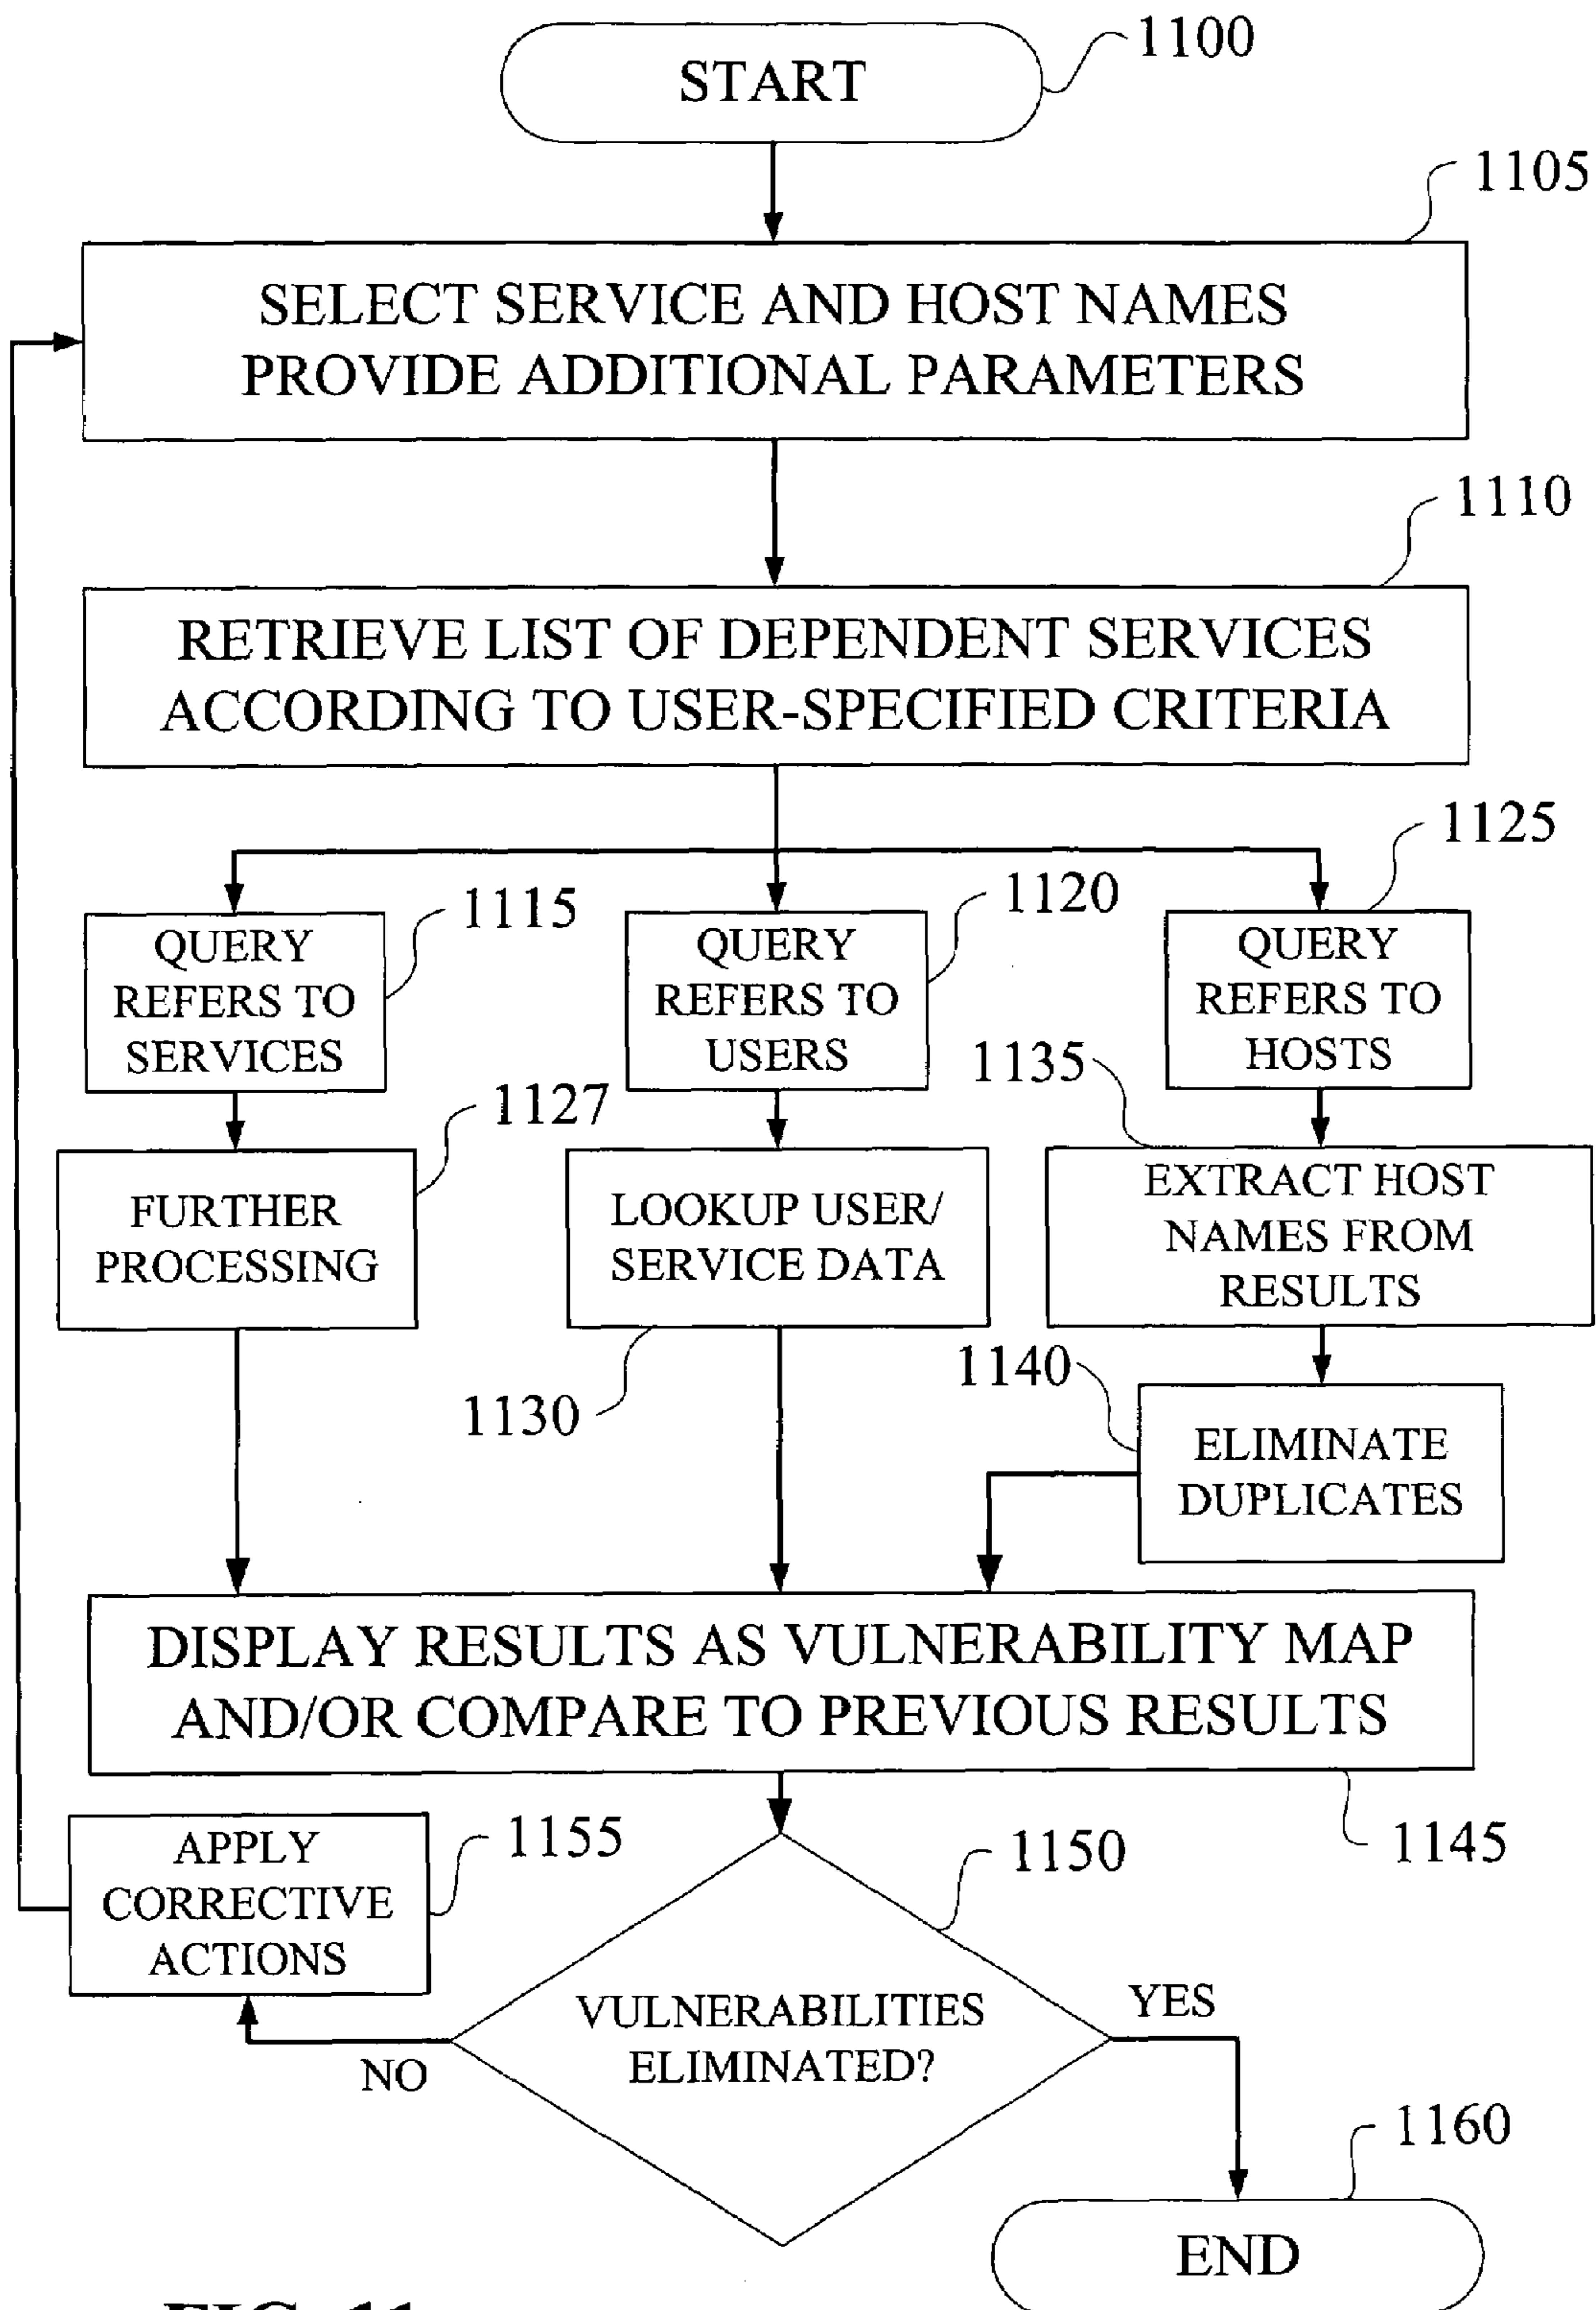 START
1100
1105
SELECT SERVICE AND HOST NAMES
PROVIDE ADDITIONAL PARAMETERS
1110
RETRIEVE LIST OF DEPENDENT SERVICES
ACCORDING TO USER-SPECIFIED CRITERIA
1125
1115
1120
QUERY
REFERS TO
SERVICES
QUERY
REFERS TO
USERS
QUERY
REFERS TO
HOSTS
1127
1135
FURTHER
PROCESSING
LOOKUP USER/
SERVICE DATA
EXTRACT HOST
NAMES FROM
RESULTS
1130
1140
ELIMINATE
DUPLICATES
DISPLAY RESULTS AS VULNERABILITY MAP
AND/OR COMPARE TO PREVIOUS RESULTS
1145
APPLY
CORRECTIVE
ACTIONS
1155
1150
VULNERABILITIES
ELIMINATED?
YES
NO
1160
END
FIG. 11